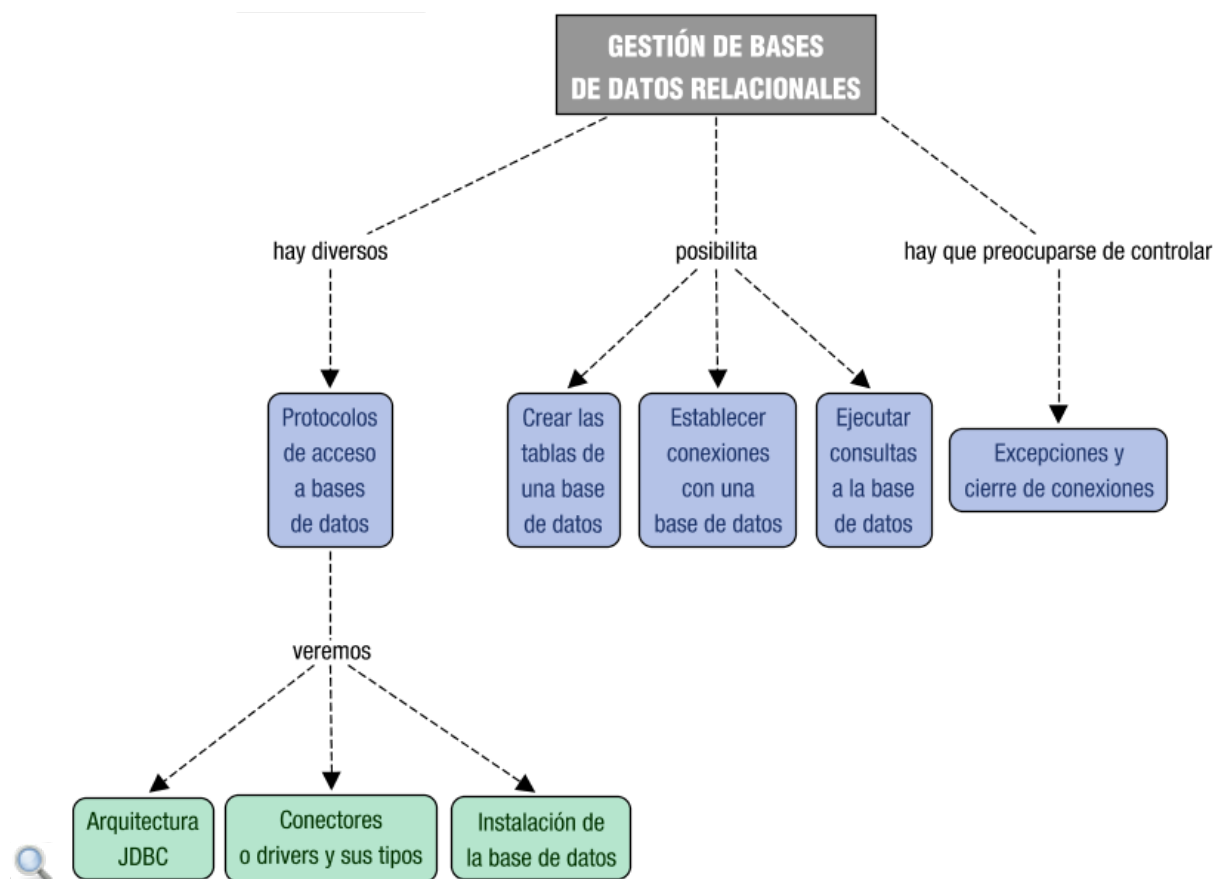 GESTIÓN DE BASES
DE DATOS RELACIONALES
hay diversos
posibilita
hay que preocuparse de controlar
Protocolos
de acceso
a bases
de datos
Crear las
tablas de
una base
de datos
Establecer
conexiones
con una
base de datos
Ejecutar
consultas
a la base
de datos
Excepciones y
cierre de conexiones
veremos
Arquitectura
JDBC
Conectores
o drivers y sus tipos
Instalación de
la base de datos